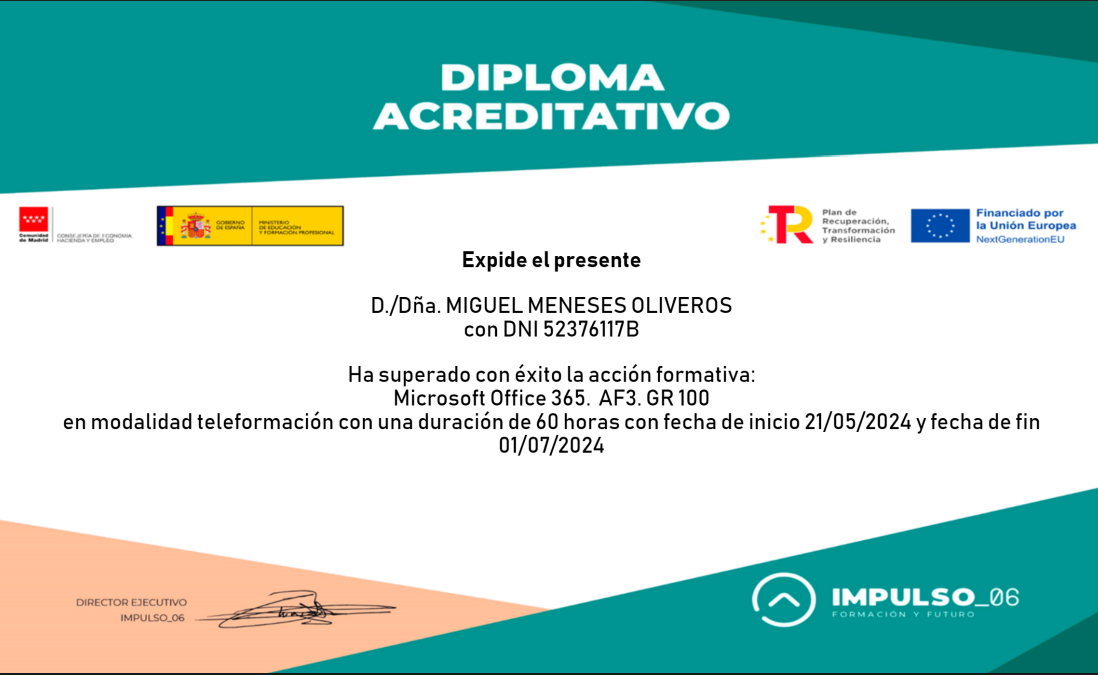 DIPLOMA
ACREDITATIVO
Comunidad
de Madrid
CONSEJERÍA DE ECONOMÍA
HACIENDA Y EMPLEO
GOBIERNO
DE ESPAÑA
MINISTERIO
DE EDUCACIÓN
Y FORMACIÓN PROFESIONAL
Plan de
Recuperación,
Transformación
y Resiliencia
Financiado por
la Unión Europea
NextGenerationEU
Expide el presente
D./Dña. MIGUEL MENESES OLIVEROS
con DNI 52376117B
Ha superado con éxito la acción formativa:
Microsoft Office 365.  AF3. GR 100
en modalidad teleformación con una duración de 60 horas con fecha de inicio 21/05/2024 y fecha de fin
01/07/2024
DIRECTOR EJECUTIVO
IMPULSO_06
IMPULSO_06
FORMACIÓN Y FUTURO